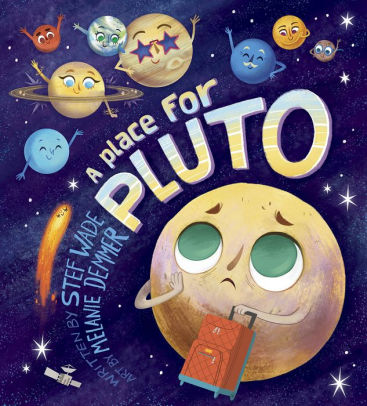 A Place for
PLUTO
WRITTEN BY STEF WADE
ART BY MELANIE DEMMER